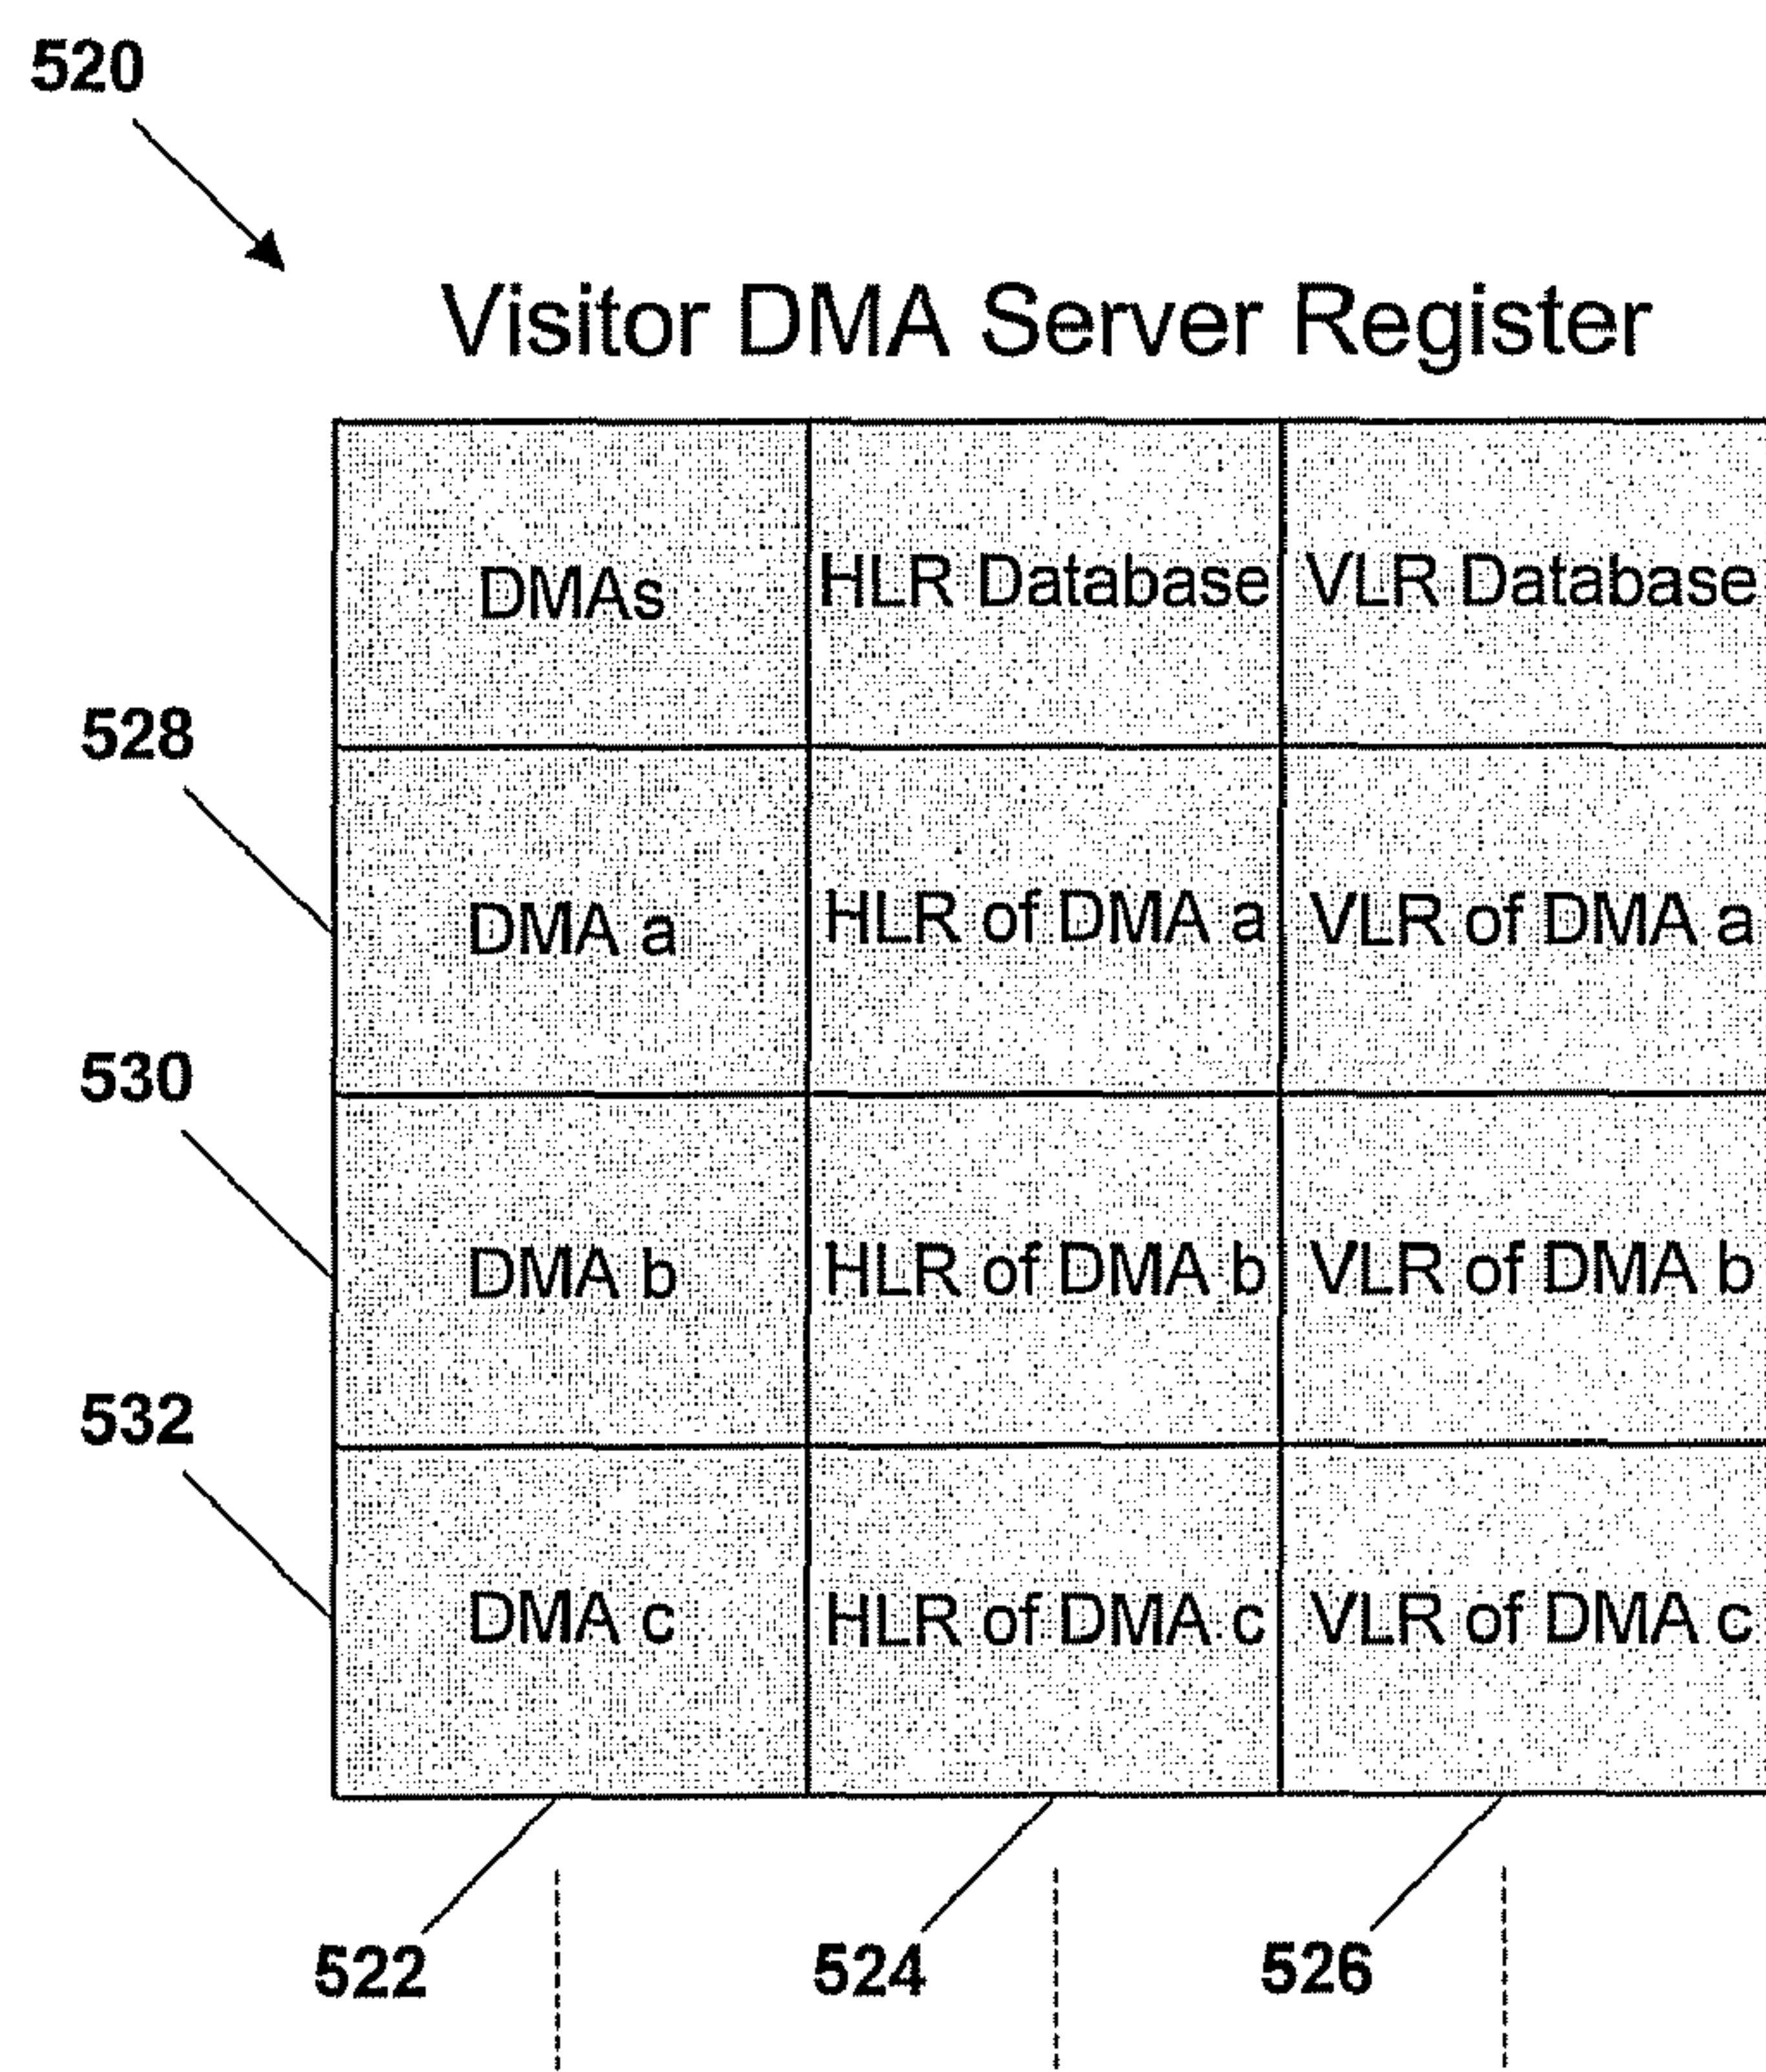 520
Visitor DMA Server Register
DMAs HLR Database VLR Database
528
DMA a HLR of DMA a VLR of DMA a
530
DMA b HLR of DMA b VLR of DMA b
532
DMA c HLR of DMA c VLR of DMA c
522 524 526